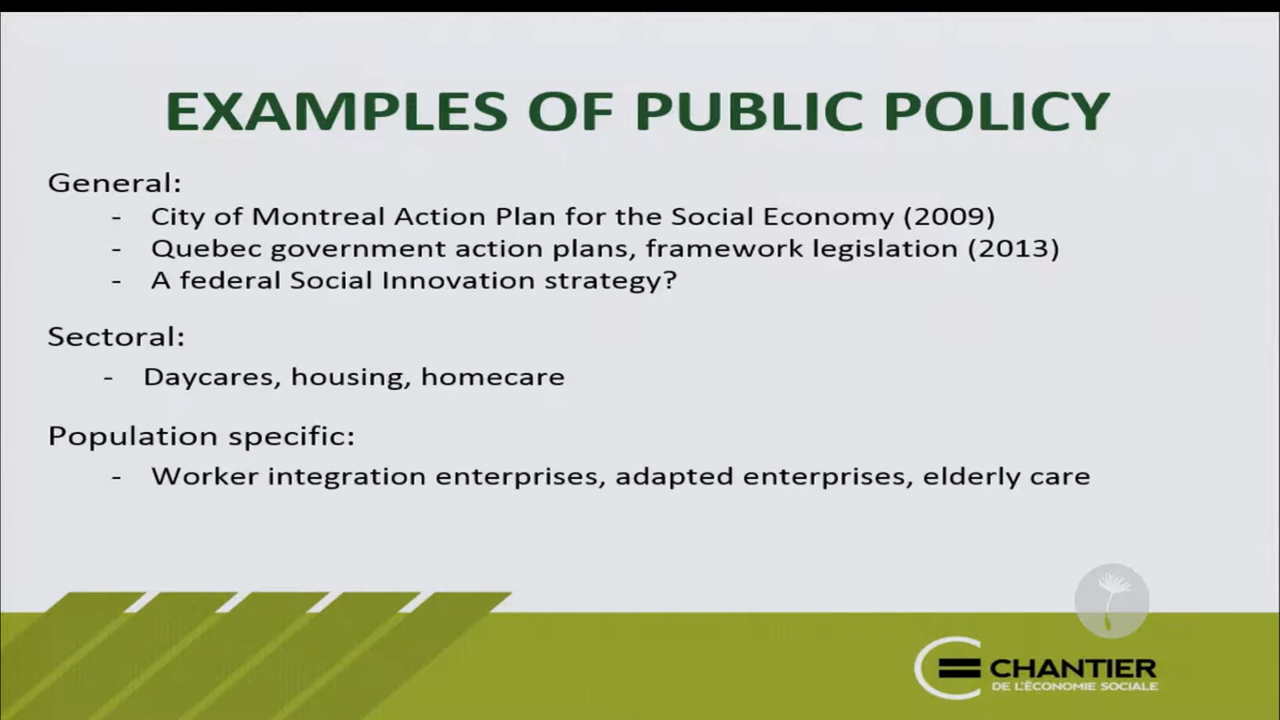 EXAMPLES OF PUBLIC POLICY
General:
- City of Montreal Action Plan for the Social Economy (2009)
- Quebec government action plans, framework legislation (2013)
- A federal Social Innovation strategy?
Sectoral:
- Daycares, housing, homecare
Population specific:
- Worker integration enterprises, adapted enterprises, elderly care
CHANTIER
DE L'ÉCONOMIE SOCIALE